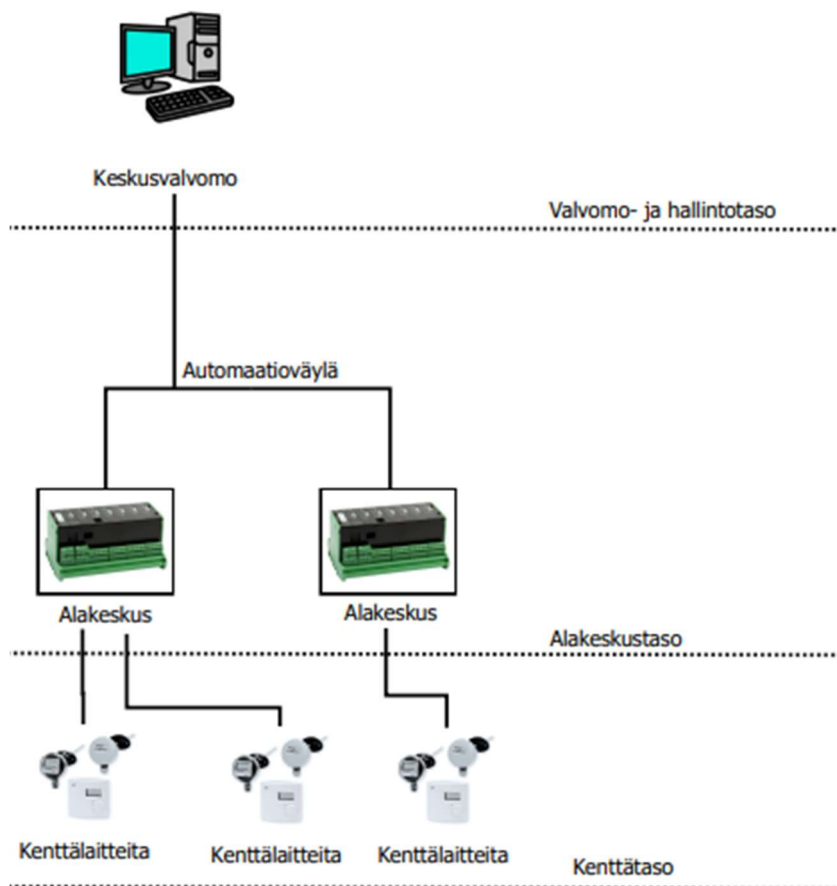 Keskusvalvomo
Valvomo- ja hallintotaso
Automaatioväylä
Alakeskus
Alakeskus
Alakeskustaso
Kenttälaitteita
Kenttälaitteita
Kenttälaitteita
Kenttätaso